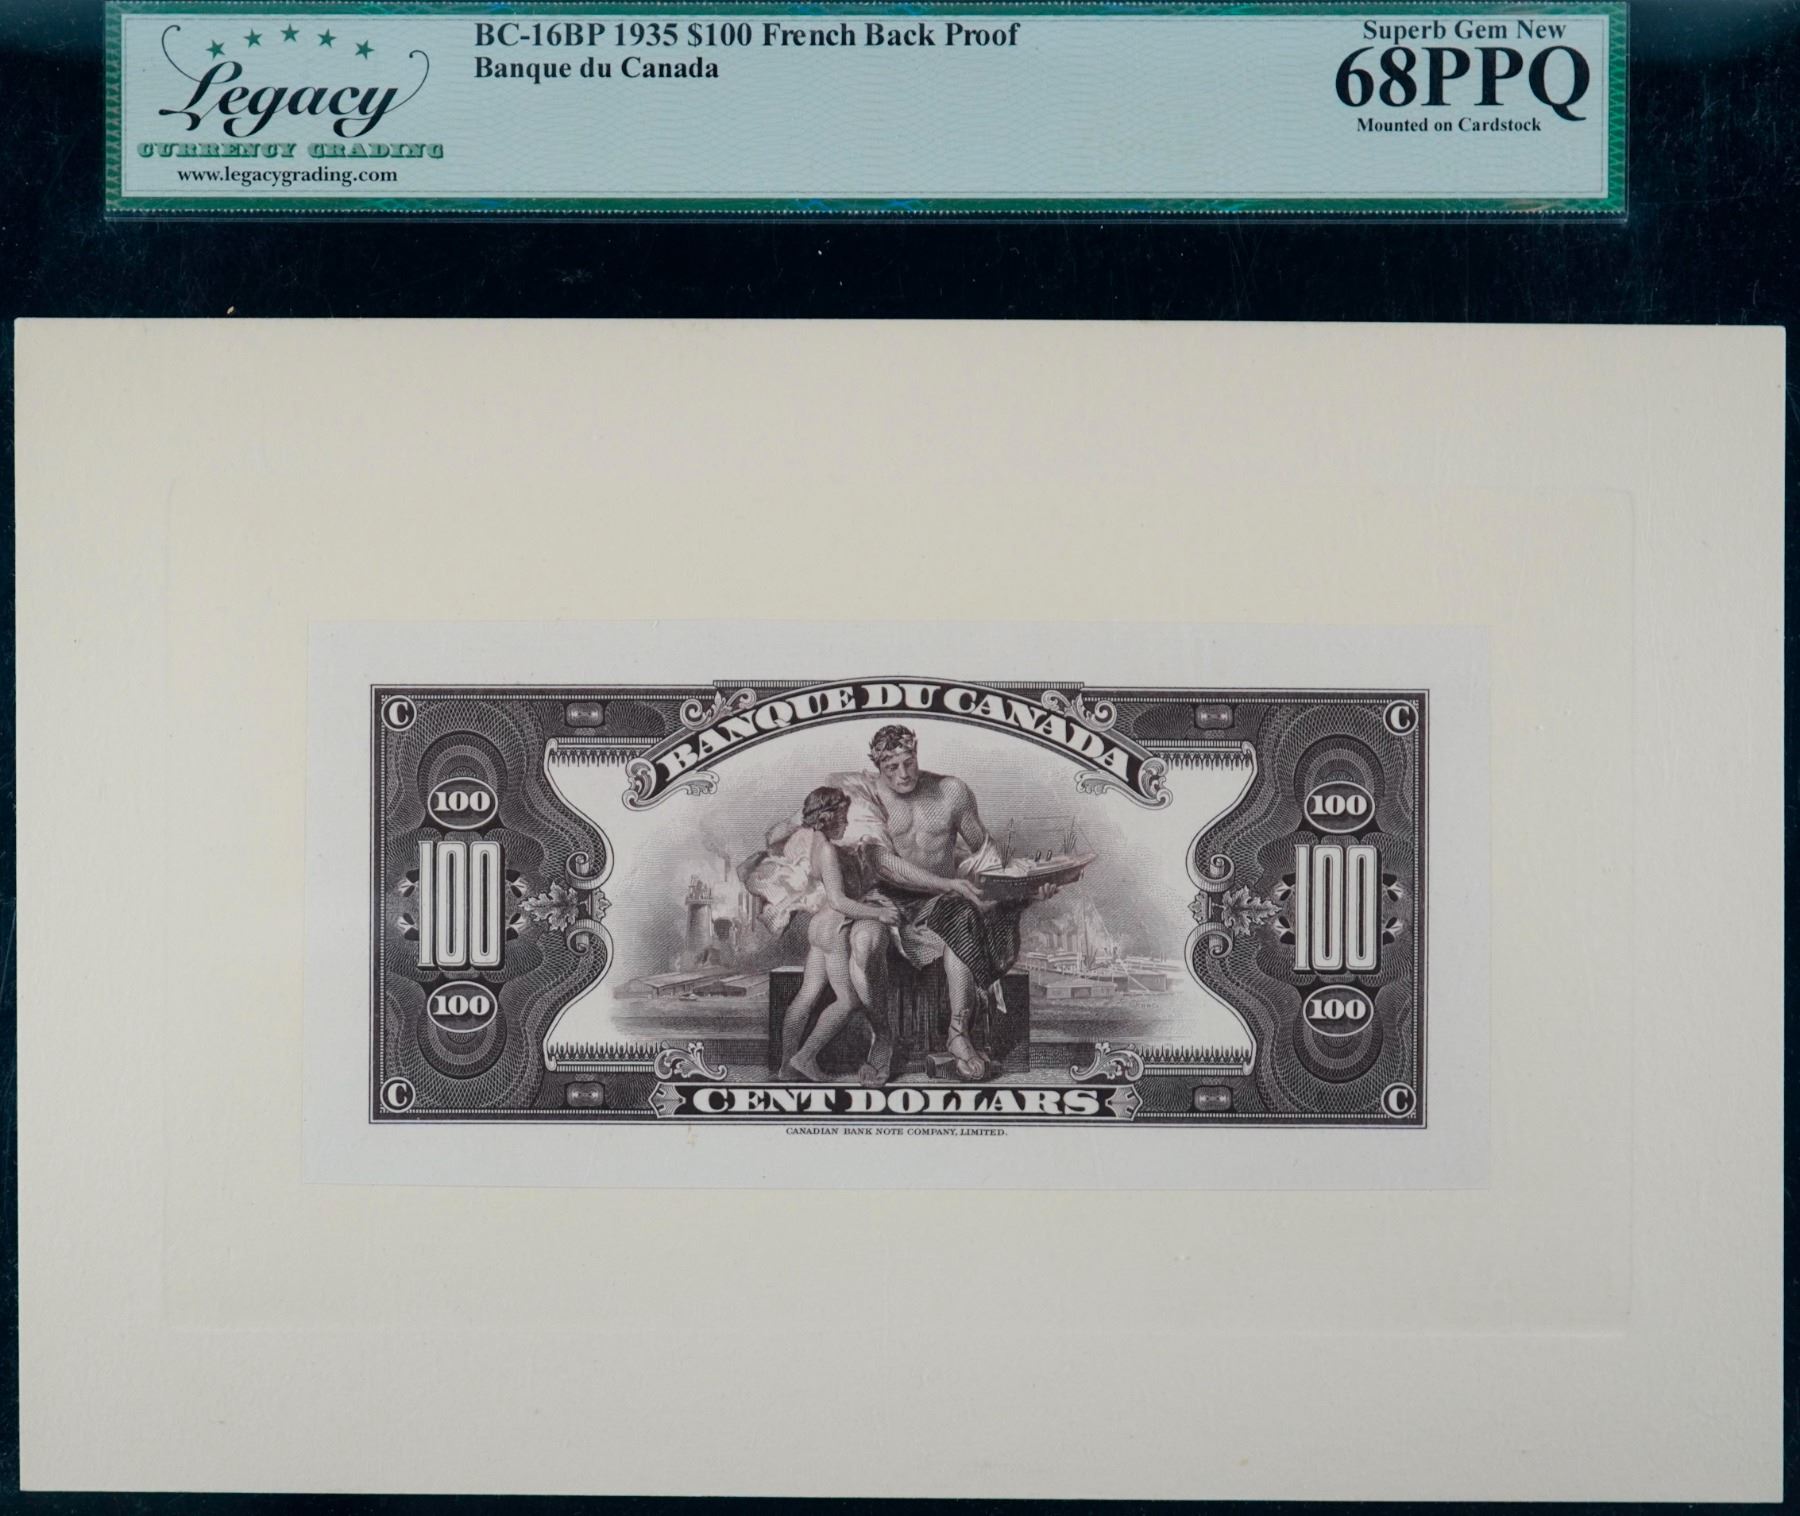 Legacy
CURRENCY GRADING
www.legacygrading.com
BC-16BP 1935 $100 French Back Proof
Banque du Canada
Superb Gem New
68PPQ
Mounted on Cardstock
BANQUE DU CANADA
C
C
100
100
100
100
100
100
C
C
CENT DOLLARS
CANADIAN BANK NOTE COMPANY, LIMITED.